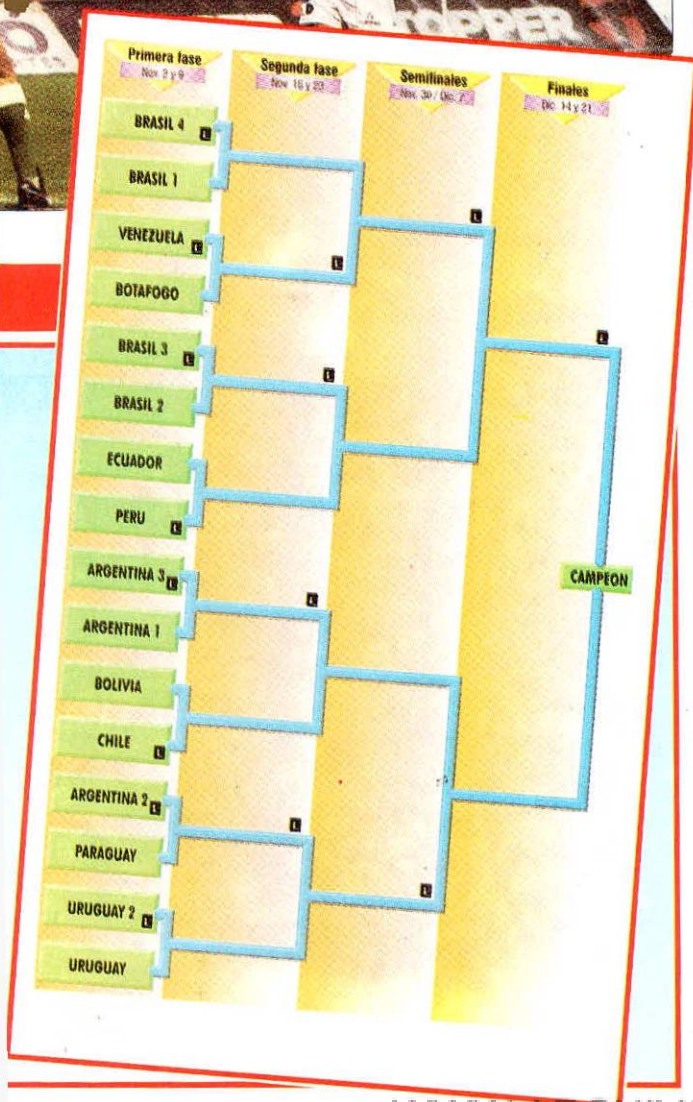 TOPPER
Primera fase
Nov. 2 y 9
Segunda fase
Nov. 16 y 23
Semifinales
Nov. 30 / Dic. 7
Finales
Dic. 14 y 21
BRASIL 4 L
BRASIL 1
VENEZUELA L
BOTAFOGO
BRASIL 3 L
BRASIL 2
ECUADOR
PERU L
ARGENTINA 3 L
ARGENTINA 1
BOLIVIA
CHILE L
ARGENTINA 2 L
PARAGUAY
URUGUAY 2 L
URUGUAY
L
L
L
L
L
L
L
CAMPEON